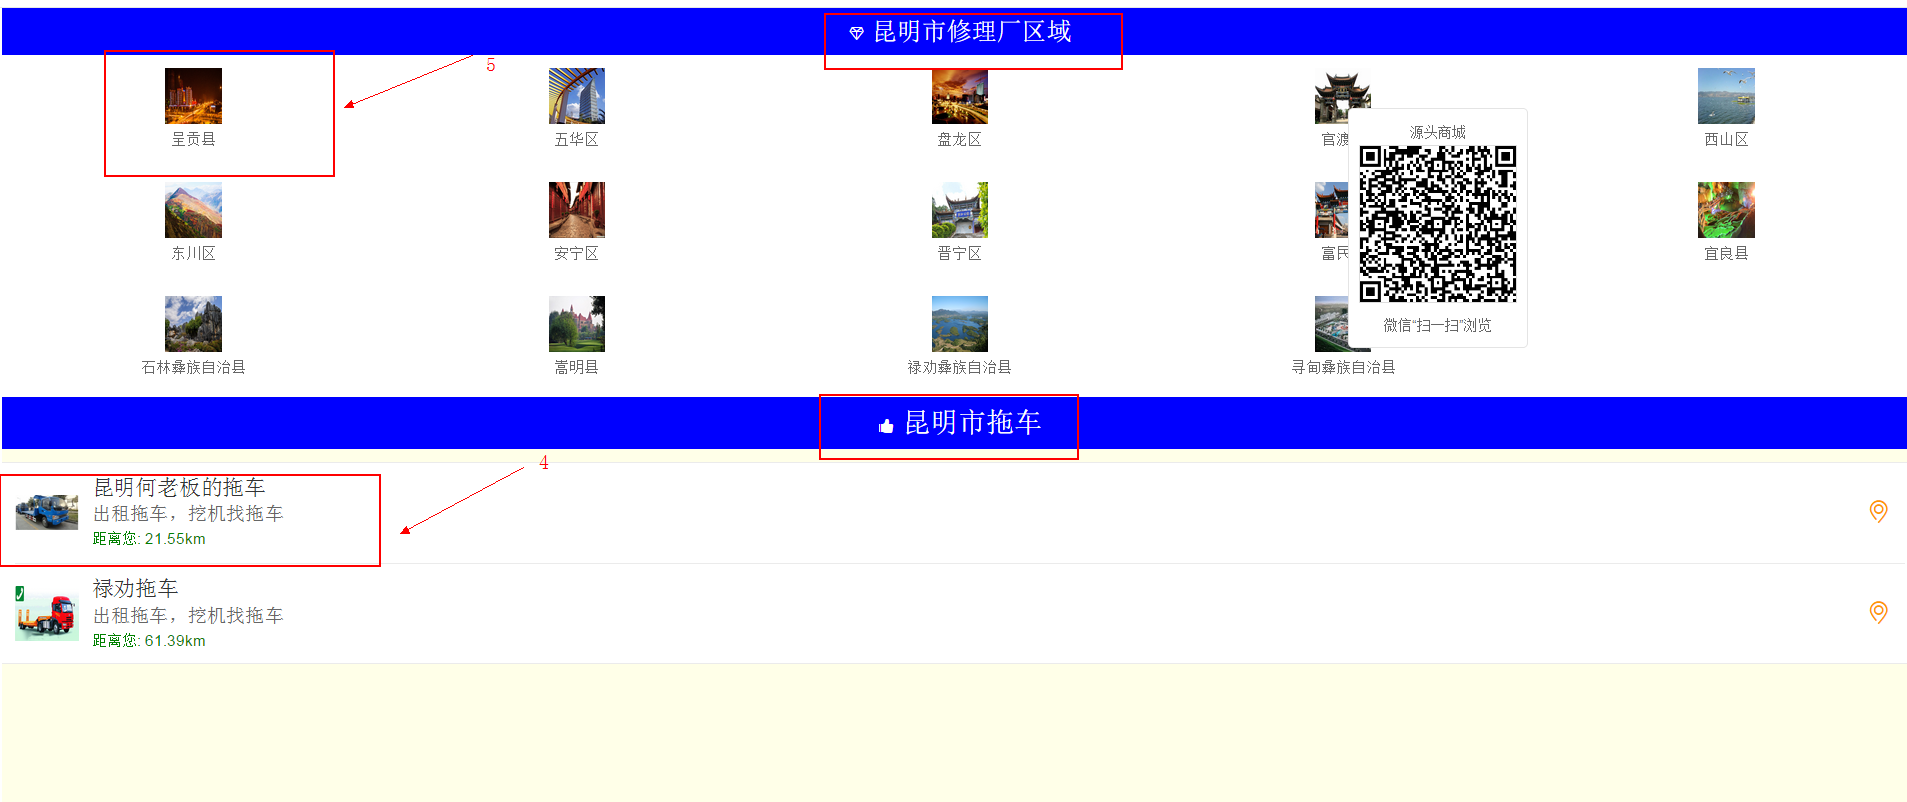 昆明市修理厂区域
5
呈贡县
五华区
盘龙区
官渡
西山区
源头商城
东川区
安宁区
晋宁区
富民
宜良县
微信“扫一扫”浏览
石林彝族自治县
嵩明县
禄劝彝族自治县
寻甸彝族自治县
昆明市拖车
4
昆明何老板的拖车
出租拖车，挖机找拖车
距离您: 21.55km
禄劝拖车
出租拖车，挖机找拖车
距离您: 61.39km